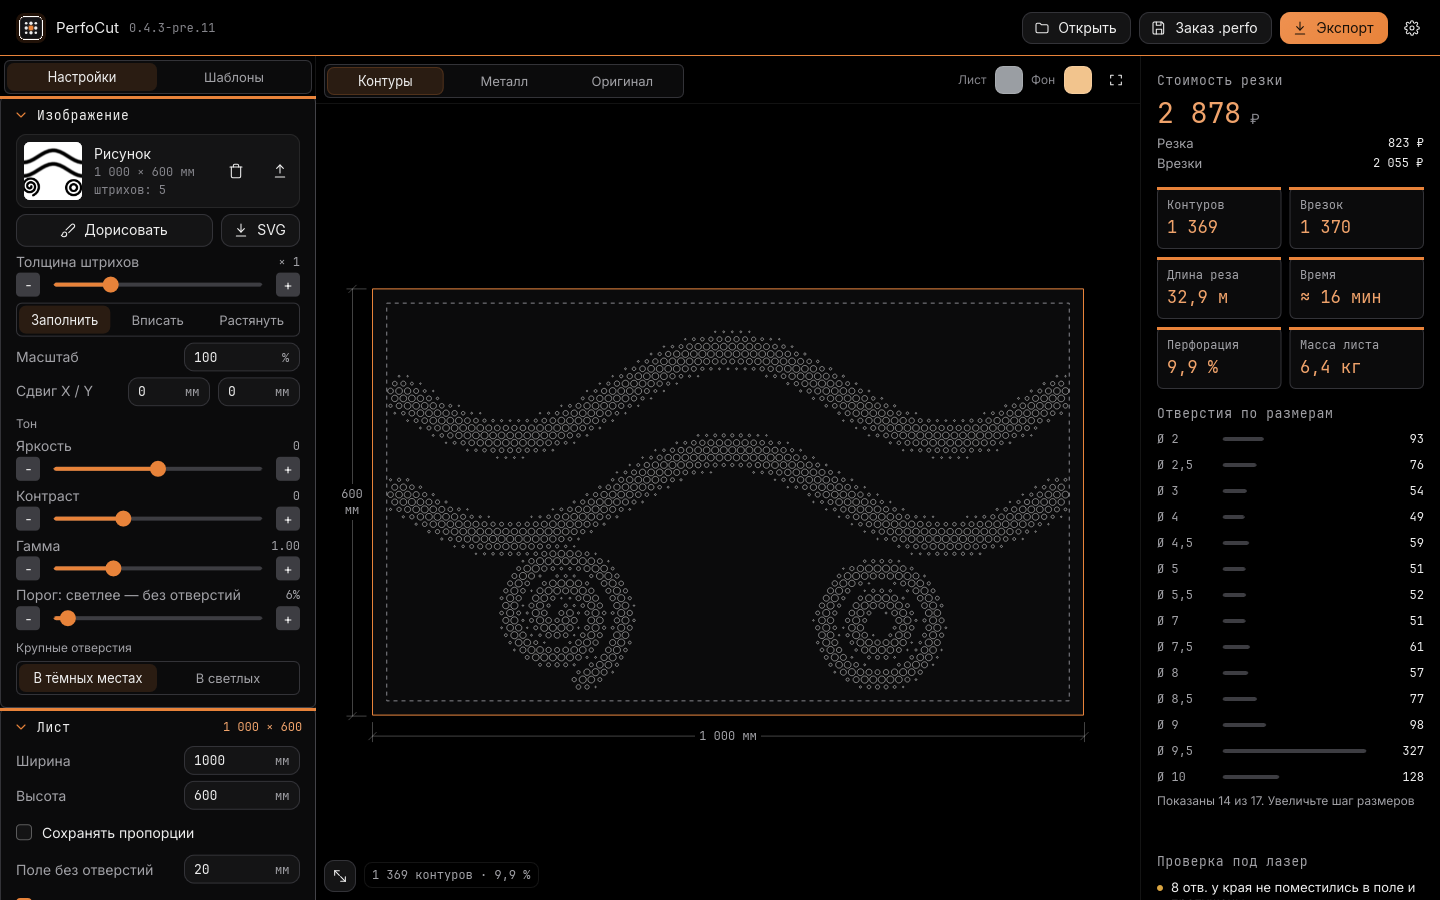 PerfoCut 0.4.3-pre.11
Открыть
Заказ .perfo
Экспорт
Настройки
Шаблоны
Изображение
Рисунок
1 000 × 600 мм
штрихов: 5
Дорисовать
SVG
Толщина штрихов × 1
- +
Заполнить
Вписать
Растянуть
Масштаб 100 %
Сдвиг X / Y 0 мм 0 мм
Тон
Яркость 0
- +
Контраст 0
- +
Гамма 1.00
- +
Порог: светлее — без отверстий 6%
- +
Крупные отверстия
В тёмных местах
В светлых
Лист 1 000 × 600
Ширина 1000 мм
Высота 600 мм
Сохранять пропорции
Поле без отверстий 20 мм
Контуры
Металл
Оригинал
Лист
Фон
600
мм
1 000 мм
1 369 контуров · 9,9 %
Стоимость резки
2 878 ₽
Резка 823 ₽
Врезки 2 055 ₽
Контуров
1 369
Врезок
1 370
Длина реза
32,9 м
Время
≈ 16 мин
Перфорация
9,9 %
Масса листа
6,4 кг
Отверстия по размерам
Ø 2 93
Ø 2,5 76
Ø 3 54
Ø 4 49
Ø 4,5 59
Ø 5 51
Ø 5,5 52
Ø 7 51
Ø 7,5 61
Ø 8 57
Ø 8,5 77
Ø 9 98
Ø 9,5 327
Ø 10 128
Показаны 14 из 17. Увеличьте шаг размеров
Проверка под лазер
8 отв. у края не поместились в поле и